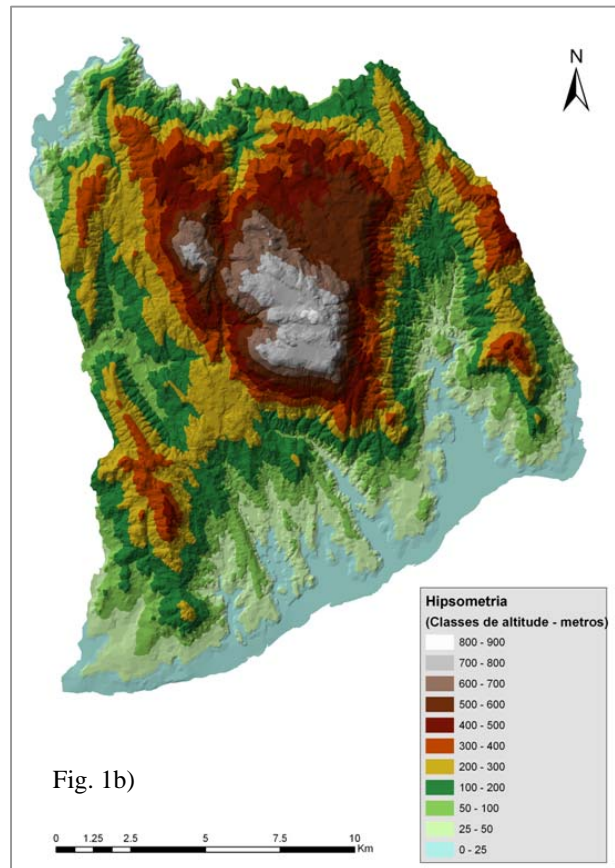 N
Hipsometria
(Classes de altitude - metros)
800 - 900
700 - 800
600 - 700
500 - 600
400 - 500
300 - 400
200 - 300
100 - 200
50 - 100
25 - 50
0 - 25
Fig. 1b)
0 1.25 2.5 5 7.5 10
Km